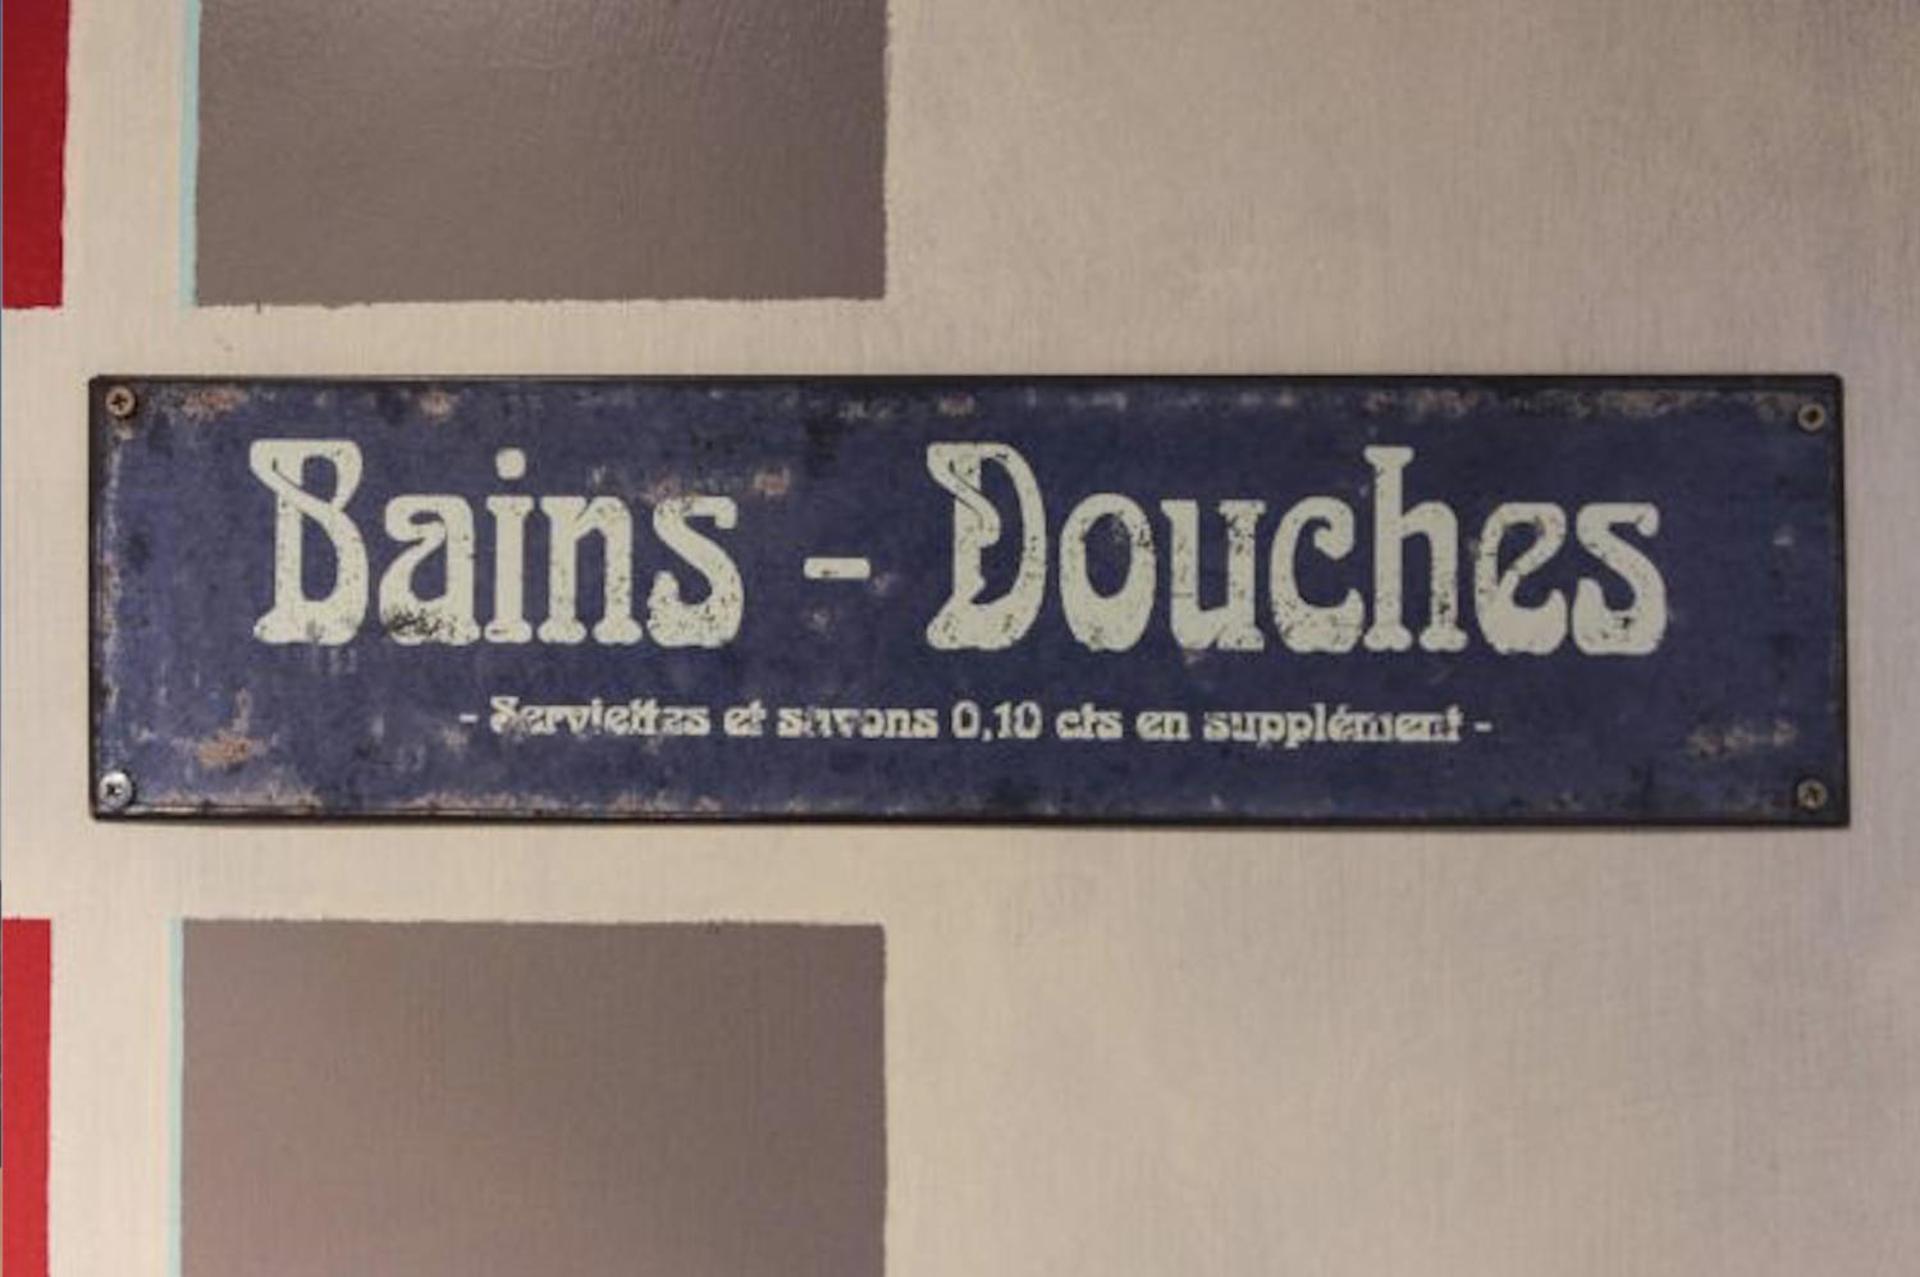 Bains - Douches
- Serviettes et savons 0,10 cts en supplément -